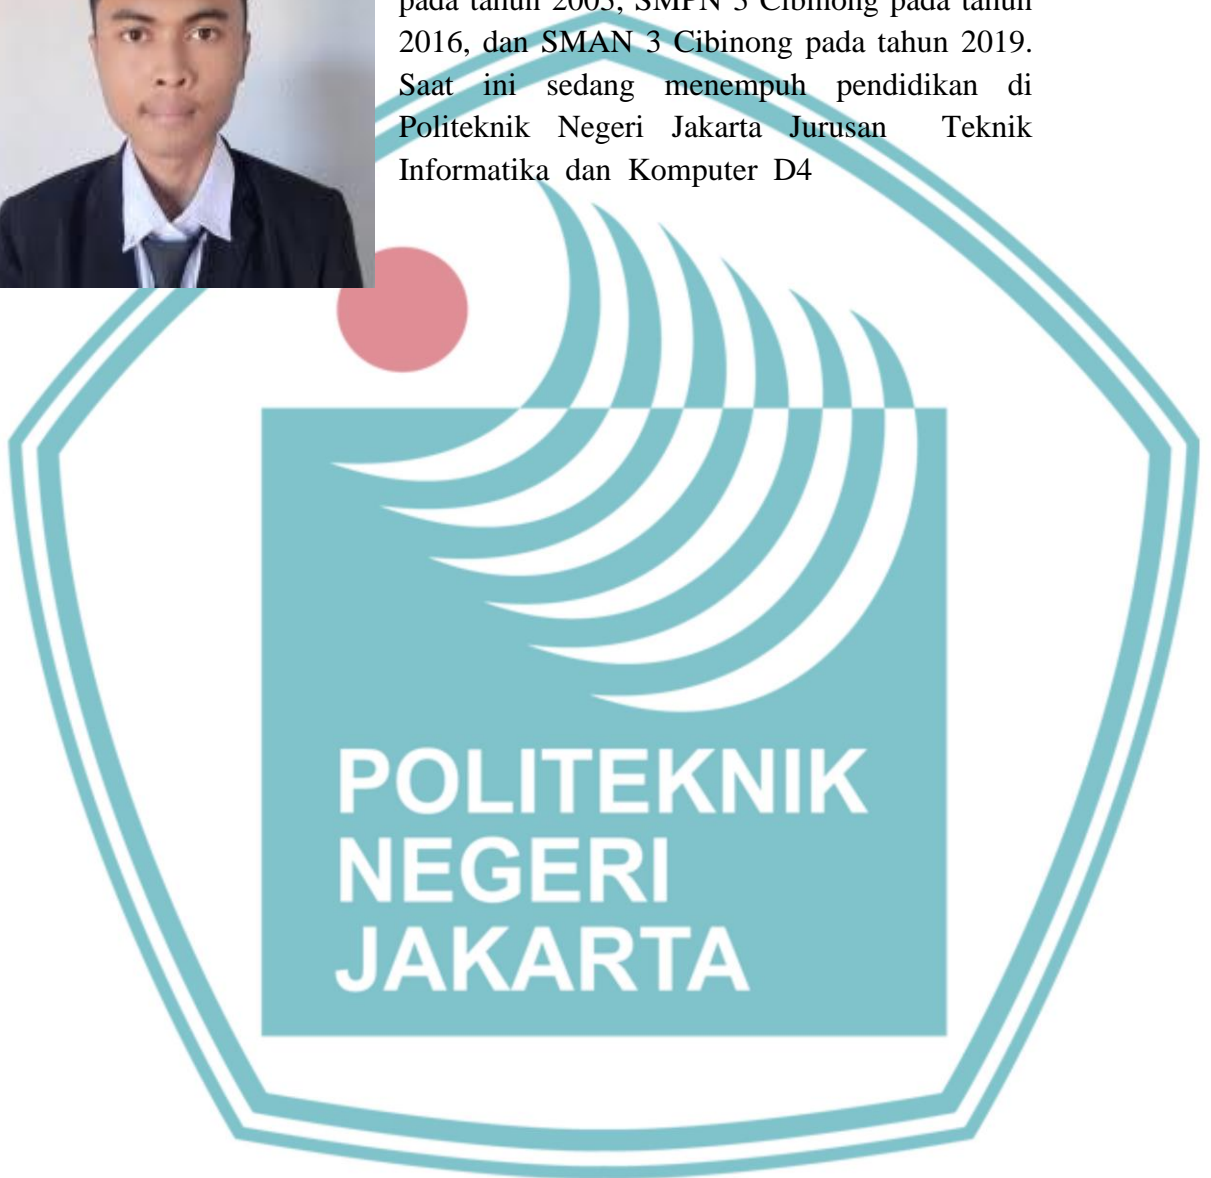 pada tahun 2005, SMPN 3 Cibinong pada tahun
2016, dan SMAN 3 Cibinong pada tahun 2019.
Saat ini sedang menempuh pendidikan di
Politeknik Negeri Jakarta Jurusan Teknik
Informatika dan Komputer D4
POLITEKNIK
NEGERI
JAKARTA